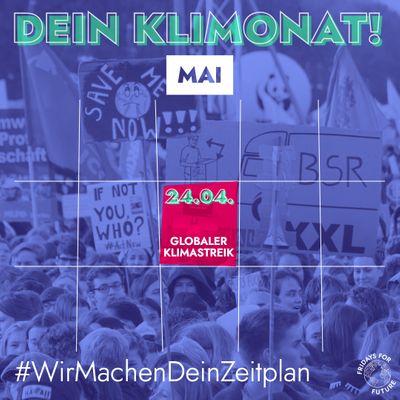 DEIN KLIMONAT!
MAI
SAVE ME
NOW!!!
BSR
XXL
IF NOT
YOU
WHO?
#ActNow
24.04.
GLOBALER
KLIMASTREIK
#WirMachenDeinZeitplan
FRIDAYS FOR
FUTURE